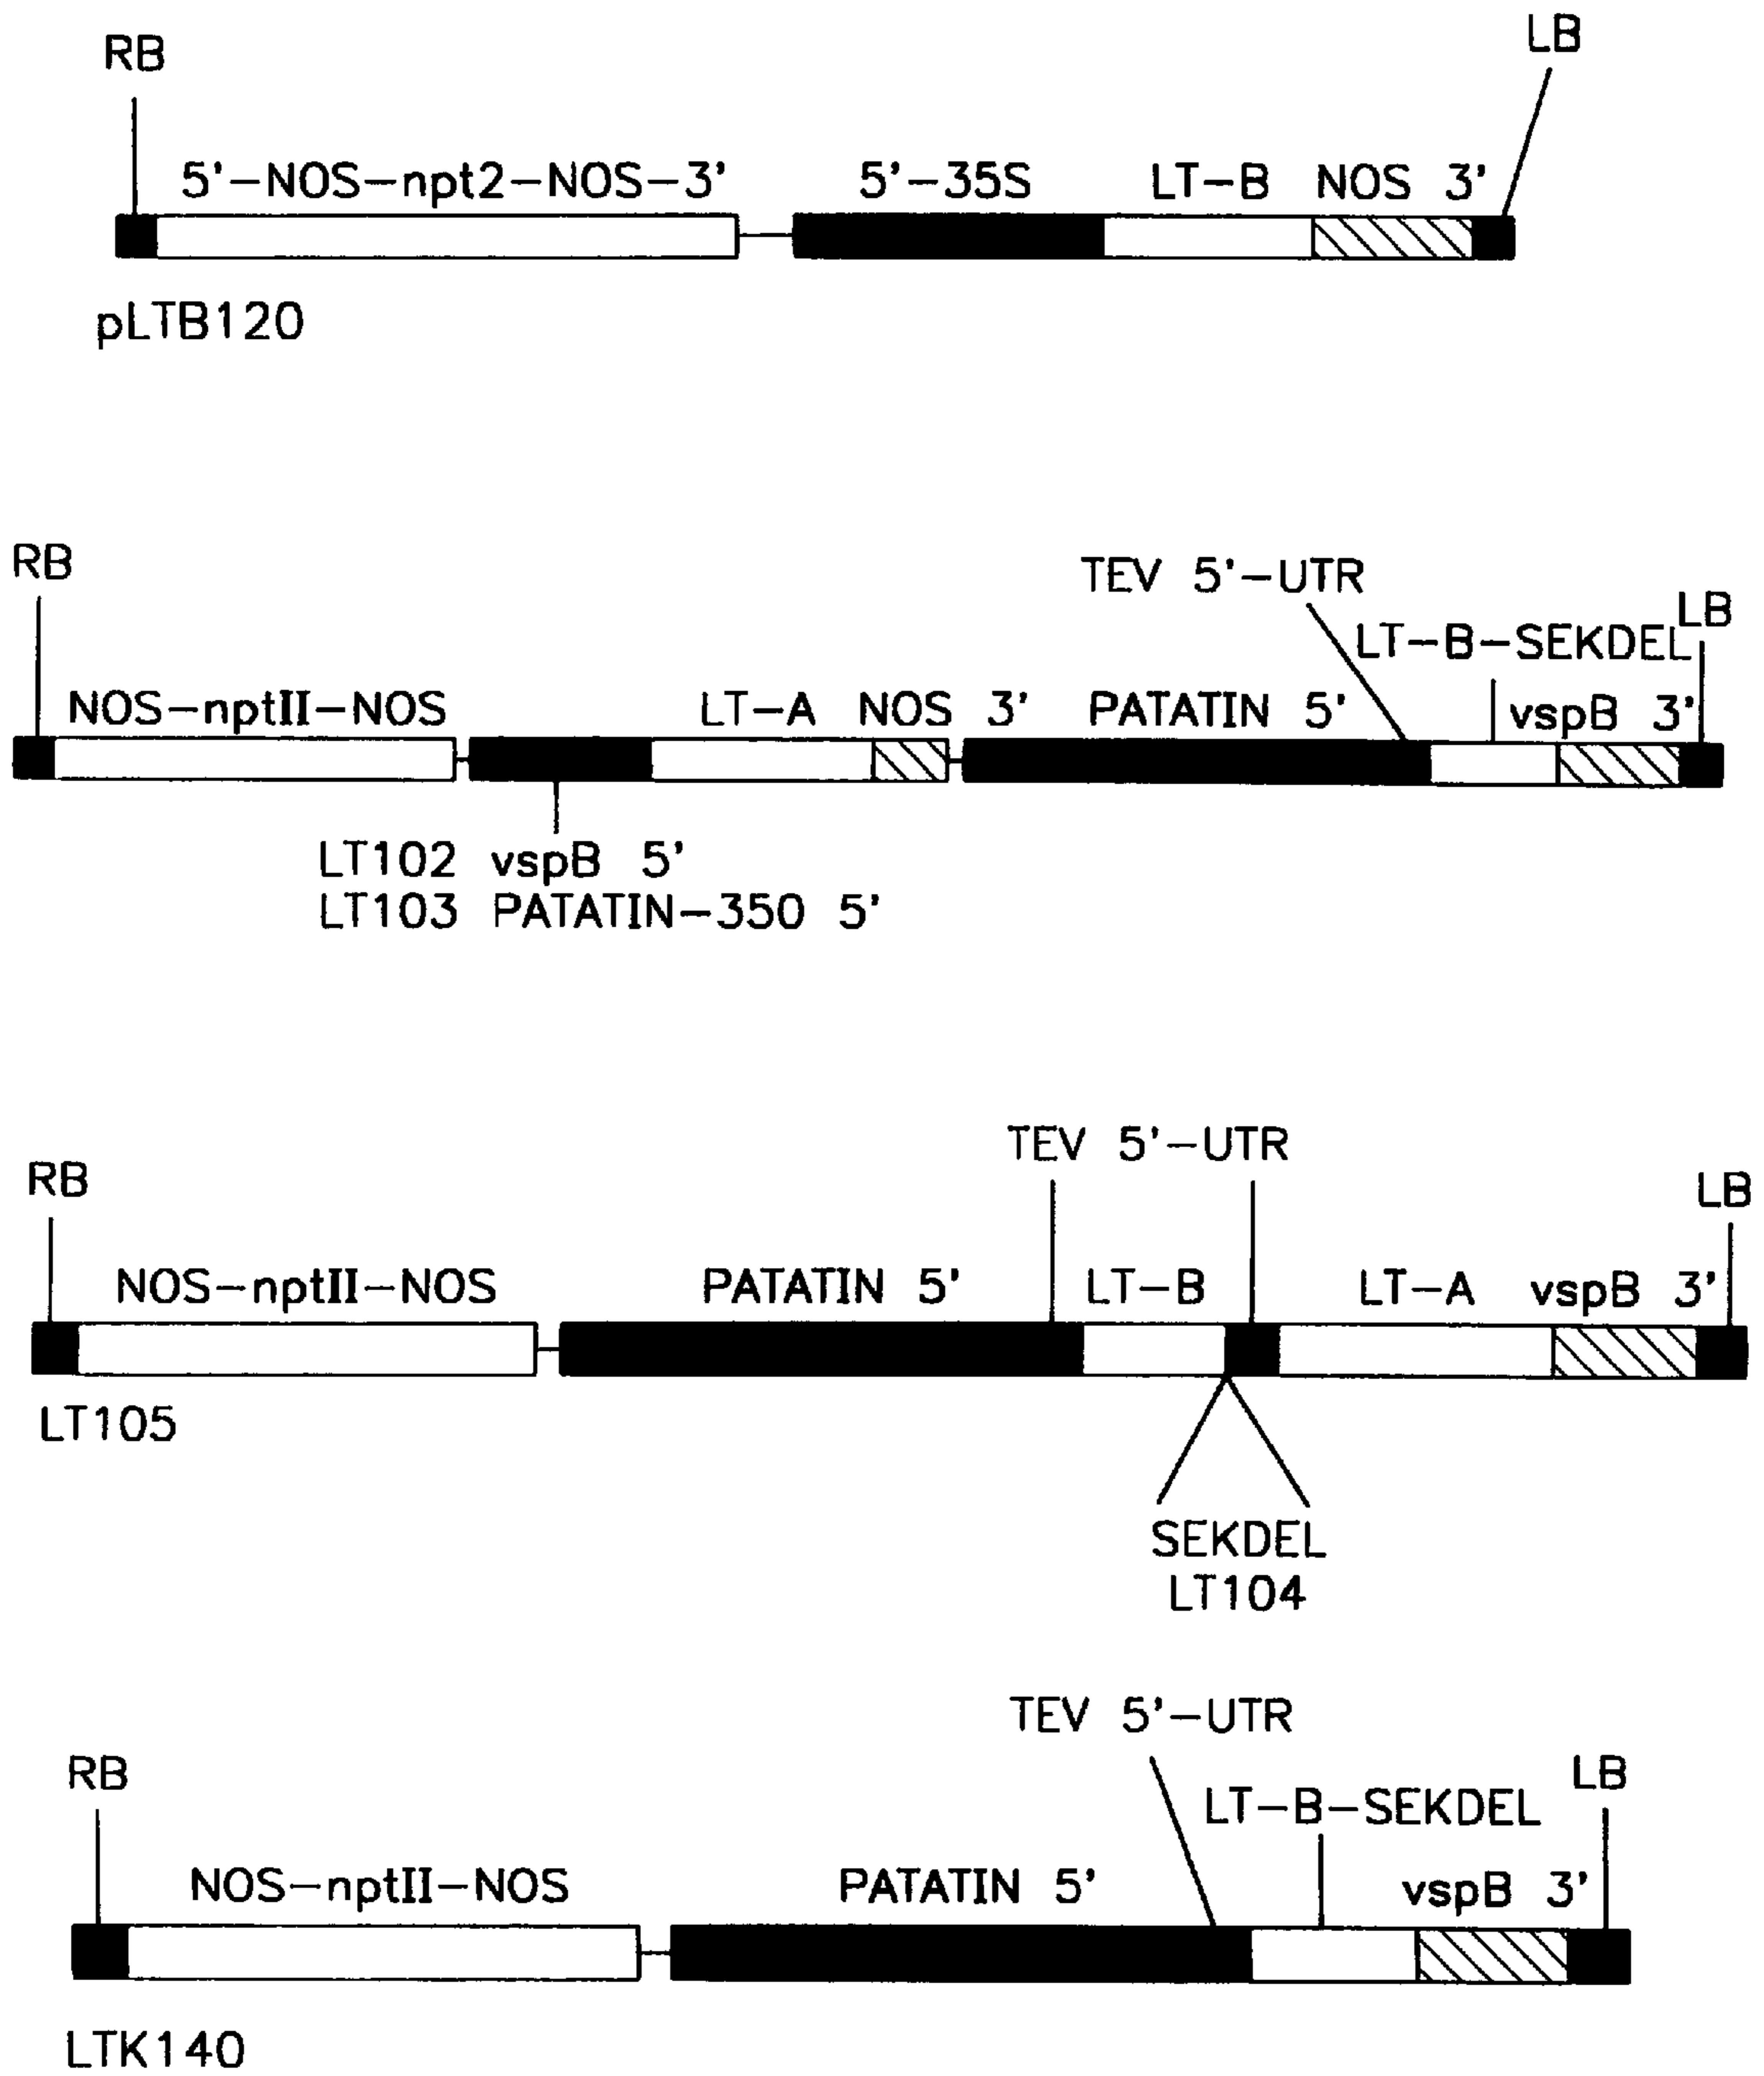 RB
LB
5'-NOS-npt2-NOS-3' 5'-35S LT-B NOS 3'
pLTB120
RB
TEV 5'-UTR
LB
LT-B-SEKDEL
NOS-nptII-NOS LT-A NOS 3' PATATIN 5' vspB 3'
LT102 vspB 5'
LT103 PATATIN-350 5'
TEV 5'-UTR
RB
LB
NOS-nptII-NOS PATATIN 5' LT-B LT-A vspB 3'
LT105
SEKDEL
LT104
TEV 5'-UTR
RB
LB
LT-B-SEKDEL
NOS-nptII-NOS PATATIN 5' vspB 3'
LTK140